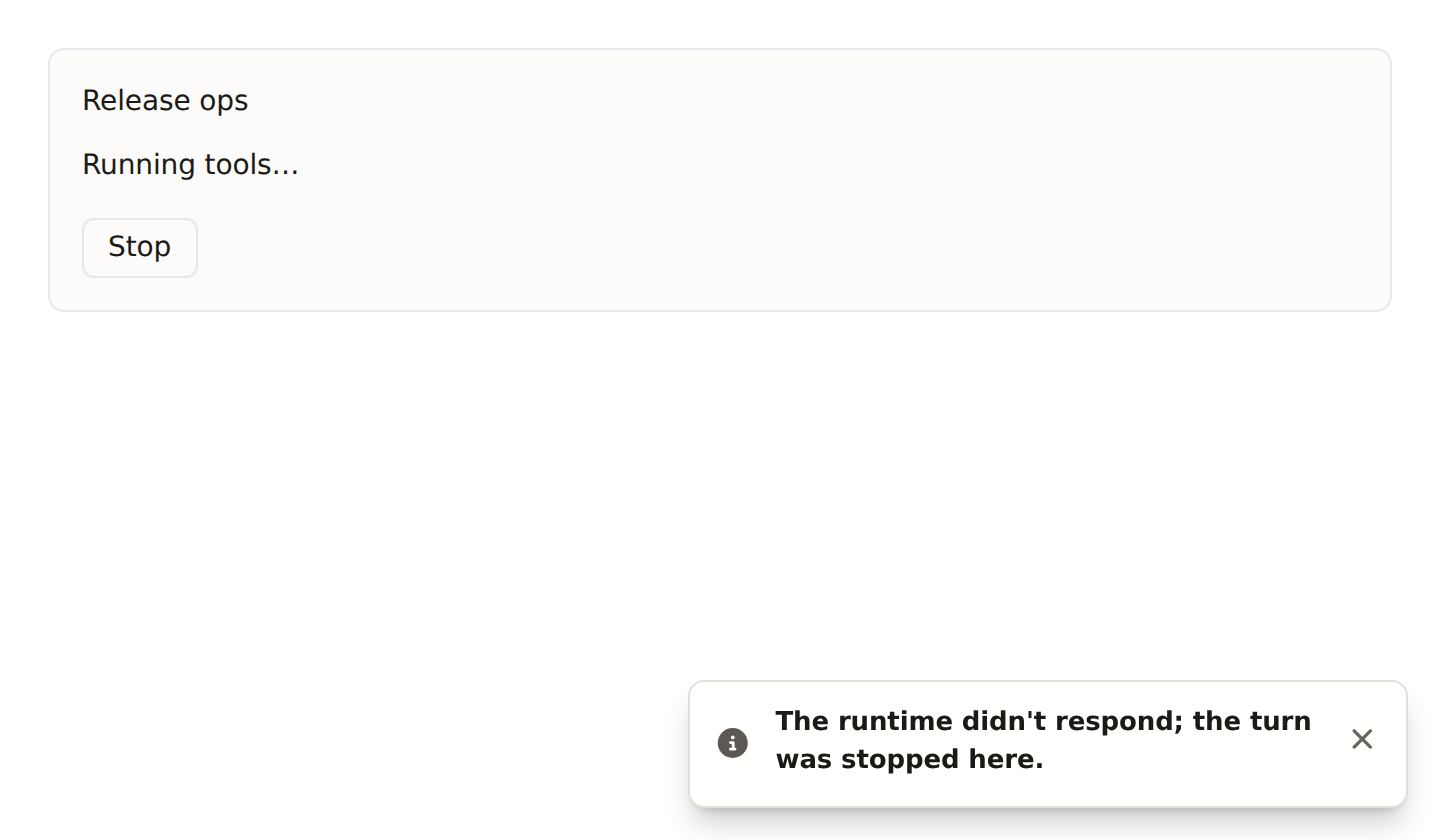 Release ops
Running tools…
Stop
The runtime didn't respond; the turn
was stopped here.